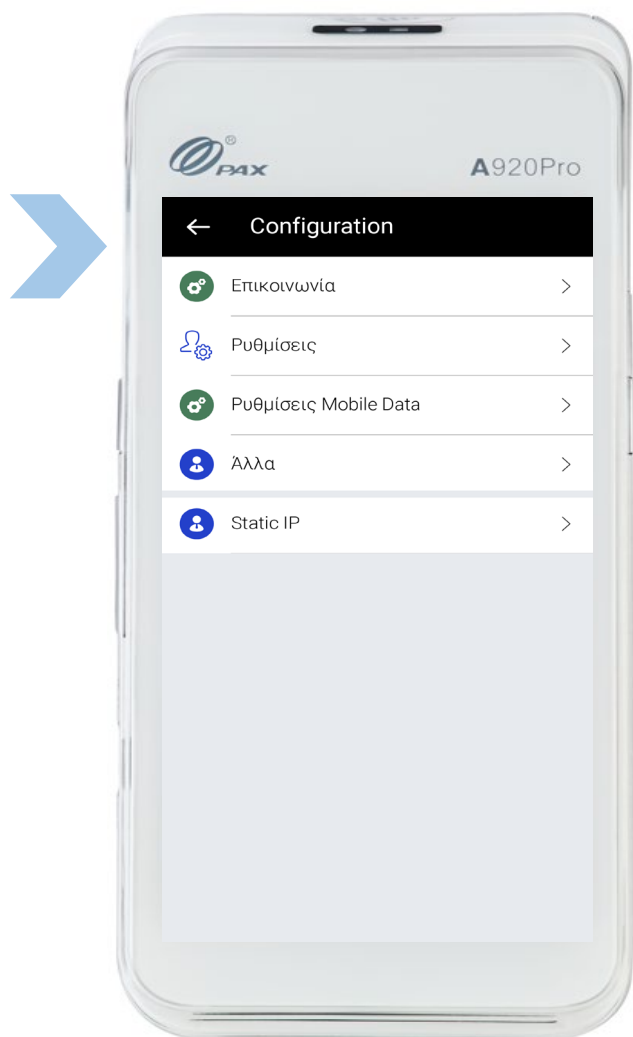 PAX®
A920Pro
Configuration
Επικοινωνία
Ρυθμίσεις
Ρυθμίσεις Mobile Data
Άλλα
Static IP